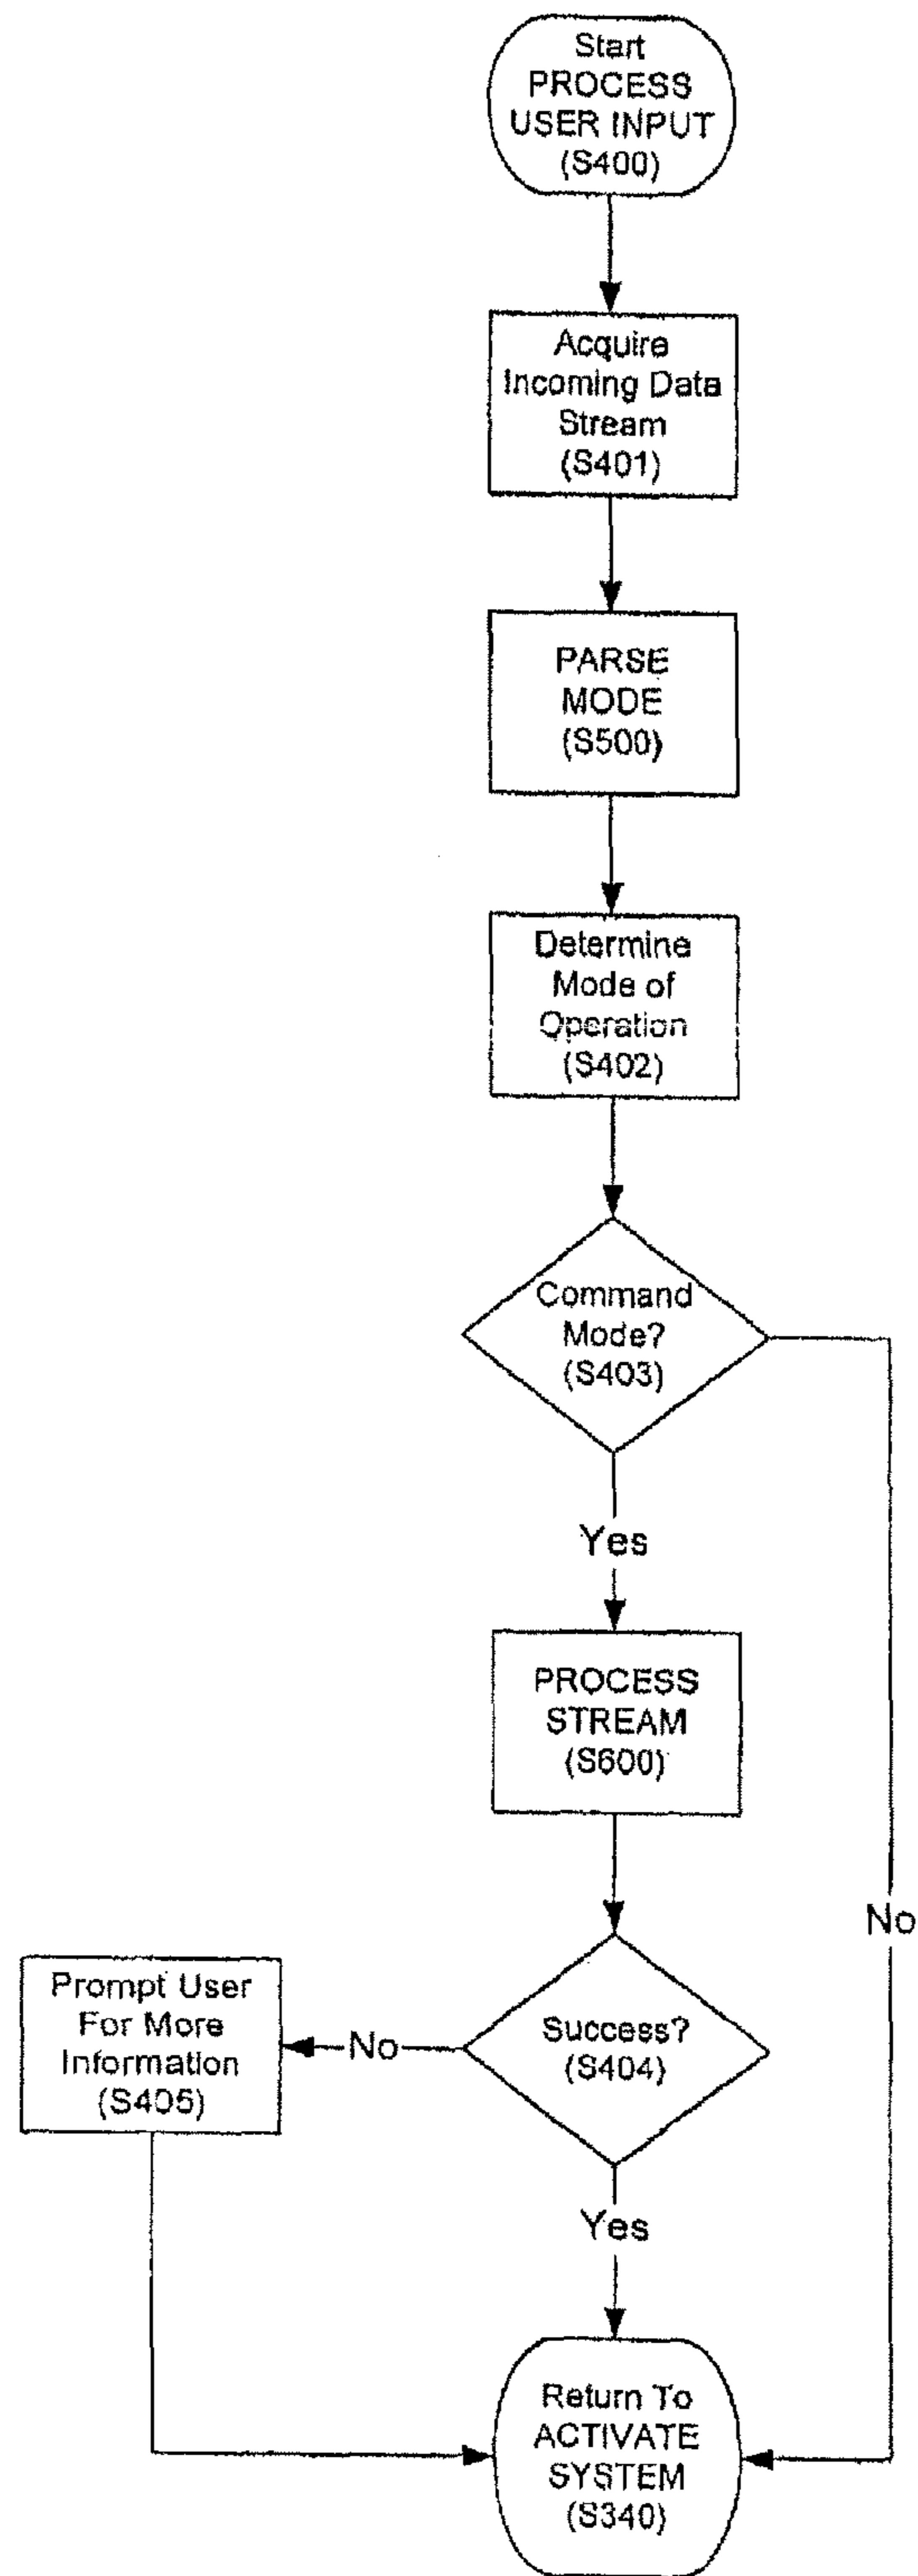 Start
PROCESS
USER INPUT
(S400)
Acquire
Incoming Data
Stream
(S401)
PARSE
MODE
(S500)
Determine
Mode of
Operation
(S402)
Command
Mode?
(S403)
Yes
No
PROCESS
STREAM
(S600)
Success?
(S404)
No
Prompt User
For More
Information
(S405)
Yes
Return To
ACTIVATE
SYSTEM
(S340)